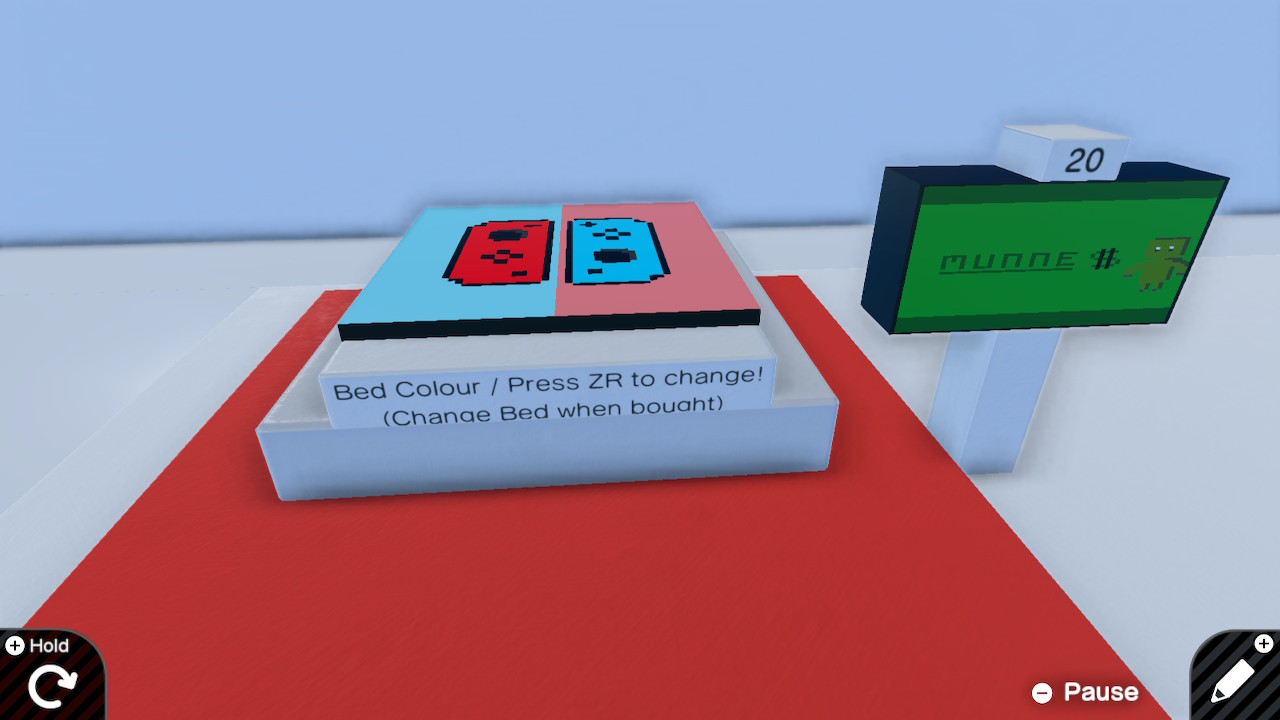 20
MUNNE #
Bed Colour / Press ZR to change!
(Change Bed when bought)
Hold
Pause